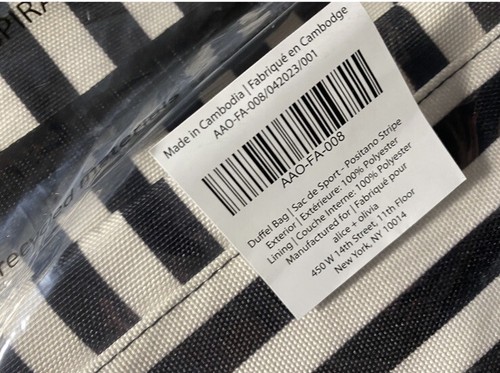 Made in Cambodia | Fabriqué en Cambodge
AAO-FA-008/042023/001
AAO-FA-008
Duffel Bag | Sac de Sport - Positano Stripe
Exterior | Extérieure: 100% Polyester
Lining | Couche Interne: 100% Polyester
Manufactured for | Fabriqué pour
alice + olivia
450 W 14th Street, 11th Floor
New York, NY 10014